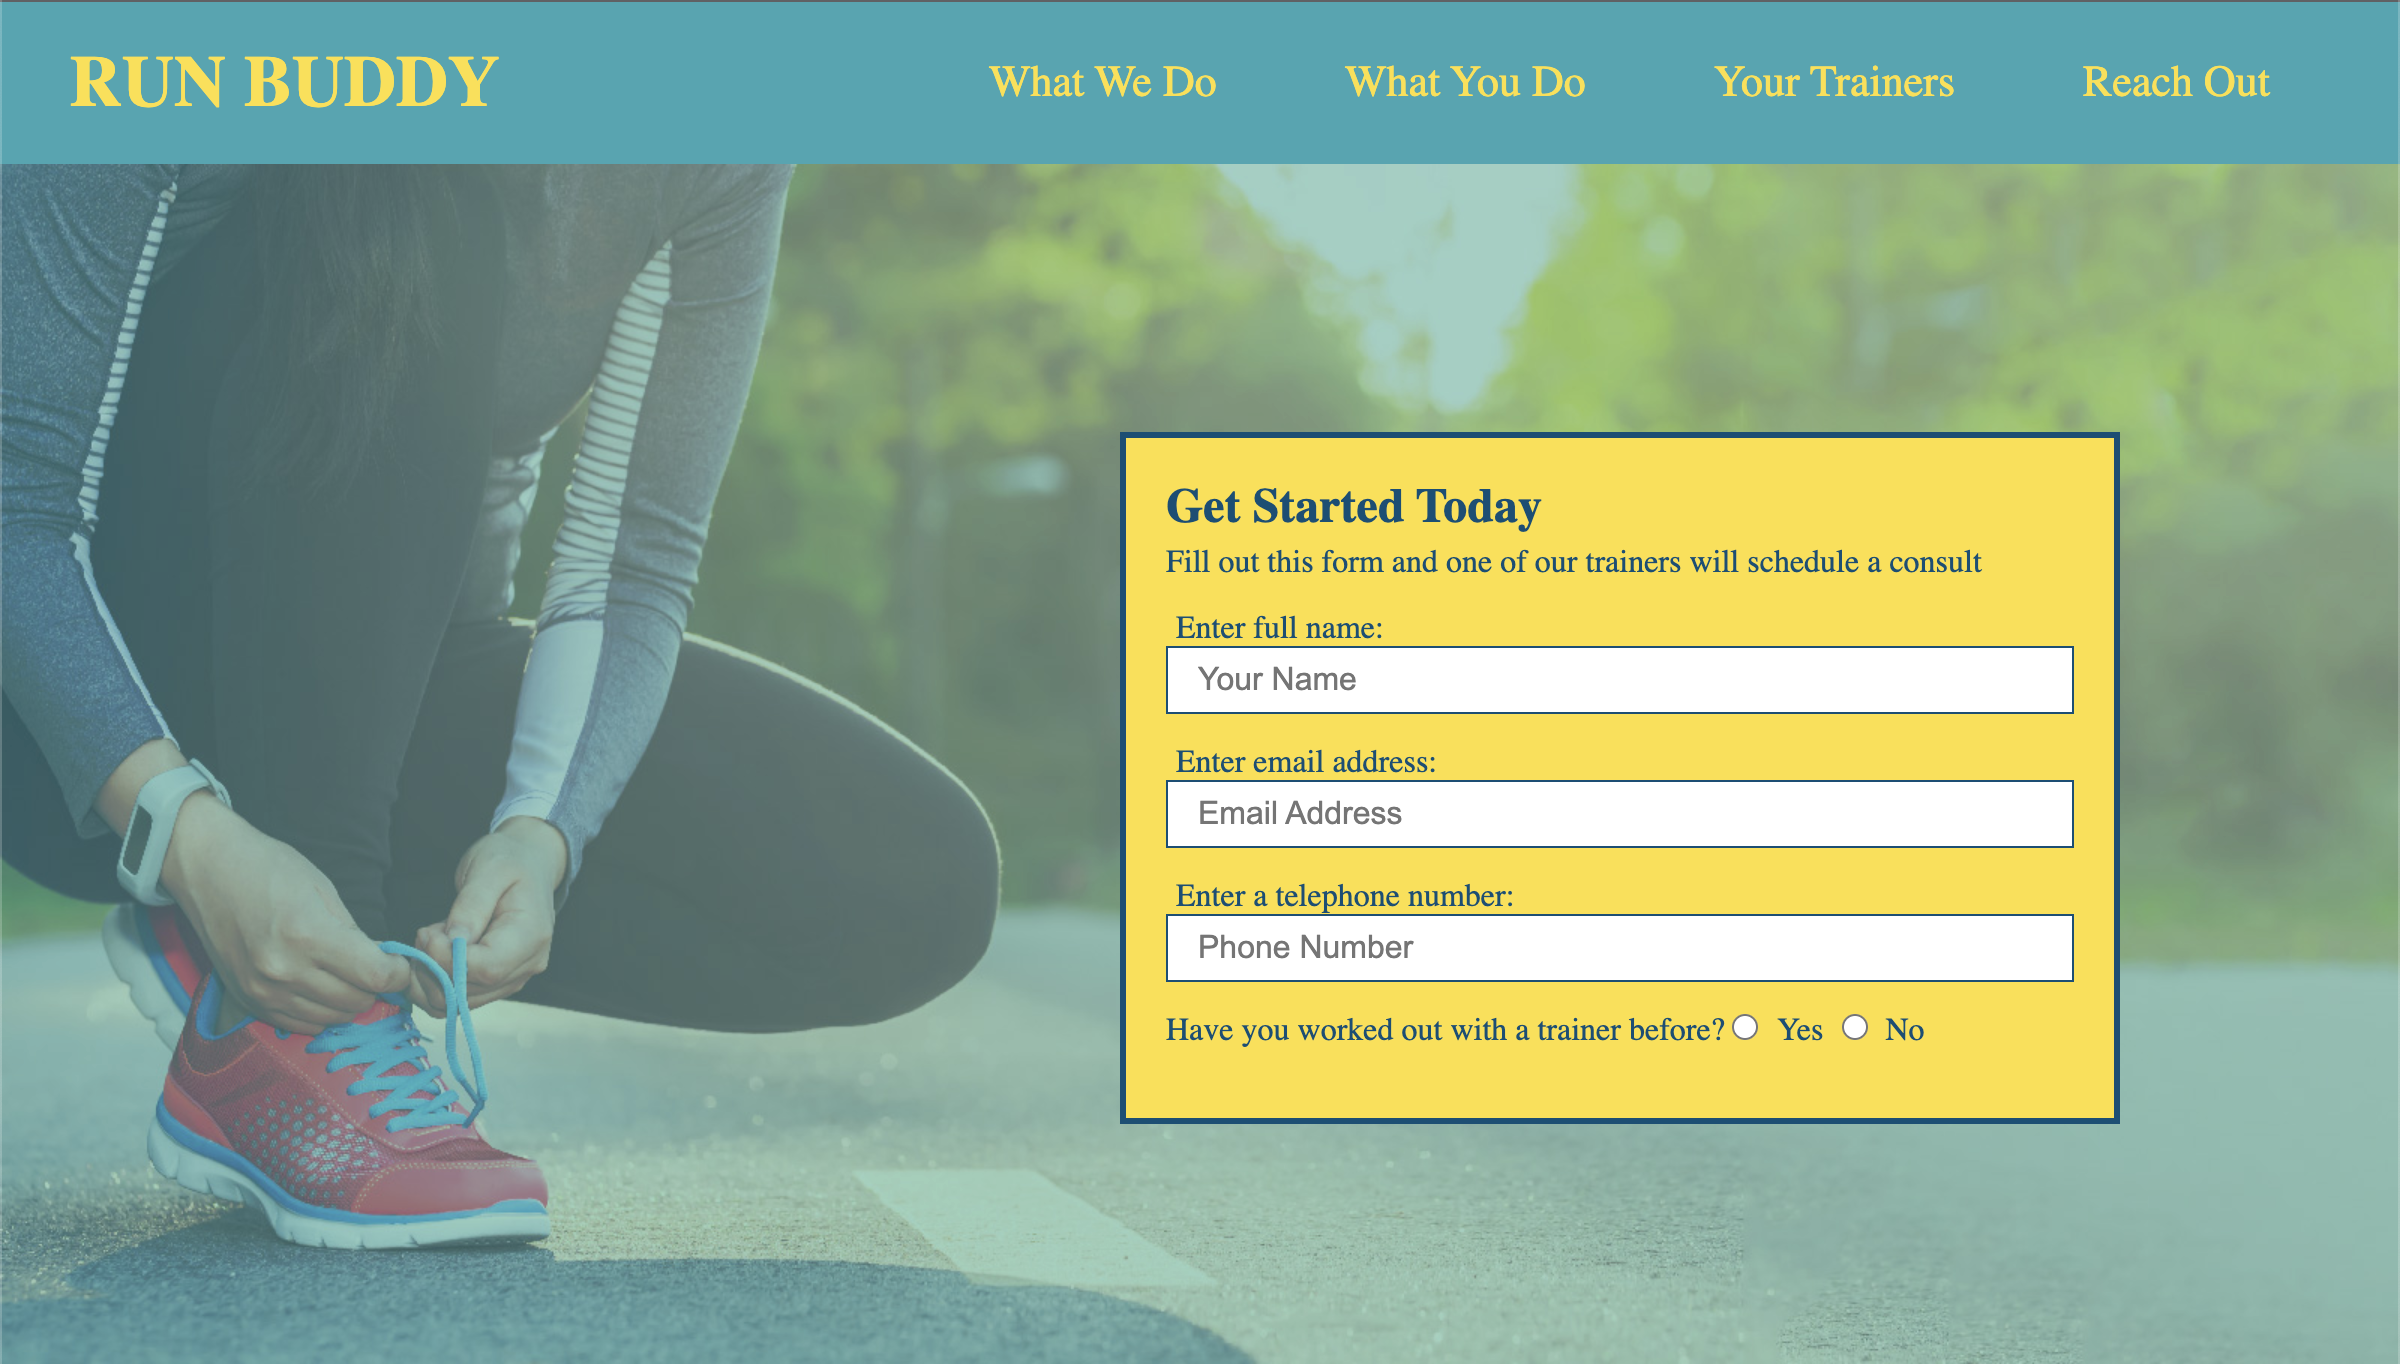 RUN BUDDY
What We Do What You Do Your Trainers Reach Out
Get Started Today
Fill out this form and one of our trainers will schedule a consult
Enter full name:
Your Name
Enter email address:
Email Address
Enter a telephone number:
Phone Number
Have you worked out with a trainer before? Yes No